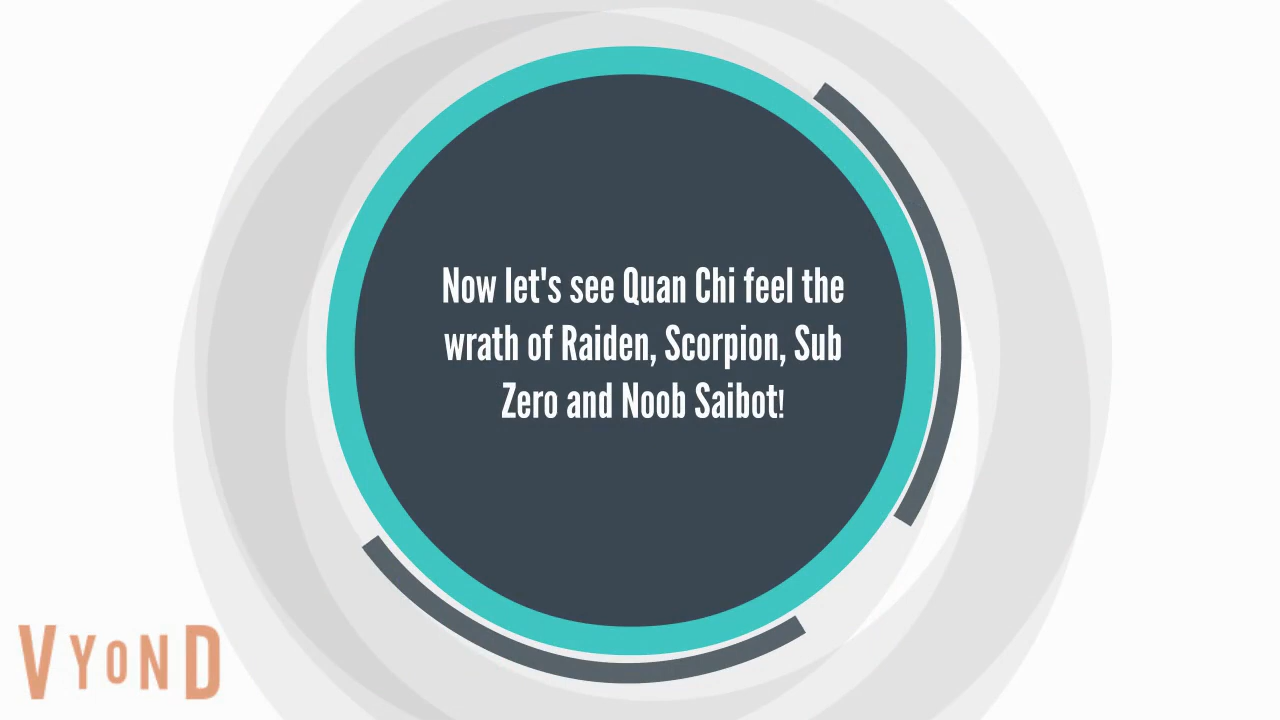 Now let's see Quan Chi feel the
wrath of Raiden, Scorpion, Sub
Zero and Noob Saibot!
VYOND